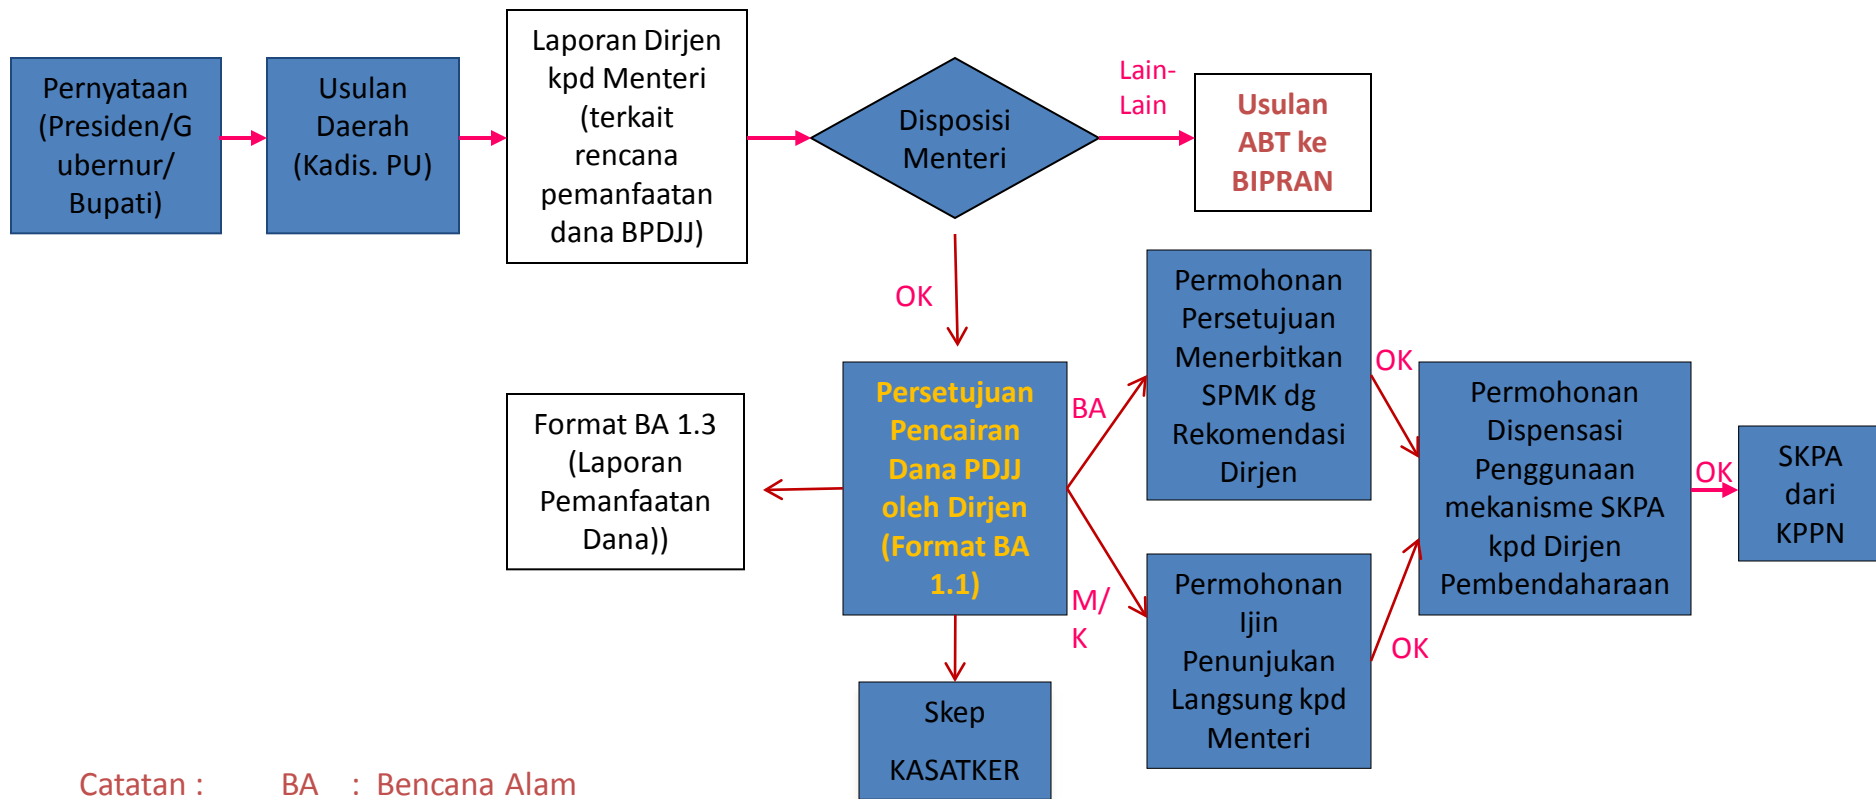 Pernyataan
(Presiden/G
ubernur/
Bupati)
Usulan
Daerah
(Kadis. PU)
Laporan Dirjen
kpd Menteri
(terkait
rencana
pemanfaatan
dana BPDJJ)
Disposisi
Menteri
Lain-
Lain
Usulan
ABT ke
BIPRAN
OK
Format BA 1.3
(Laporan
Pemanfaatan
Dana))
Persetujuan
Pencairan
Dana PDJJ
oleh Dirjen
(Format BA
1.1)
BA
M/
K
Permohonan
Persetujuan
Menerbitkan
SPMK dg
Rekomendasi
Dirjen
OK
Permohonan
Ijin
Penunjukan
Langsung kpd
Menteri
OK
Permohonan
Dispensasi
Penggunaan
mekanisme SKPA
kpd Dirjen
Pembendaharaan
OK
SKPA
dari
KPPN
Skep
KASATKER
Catatan : BA : Bencana Alam